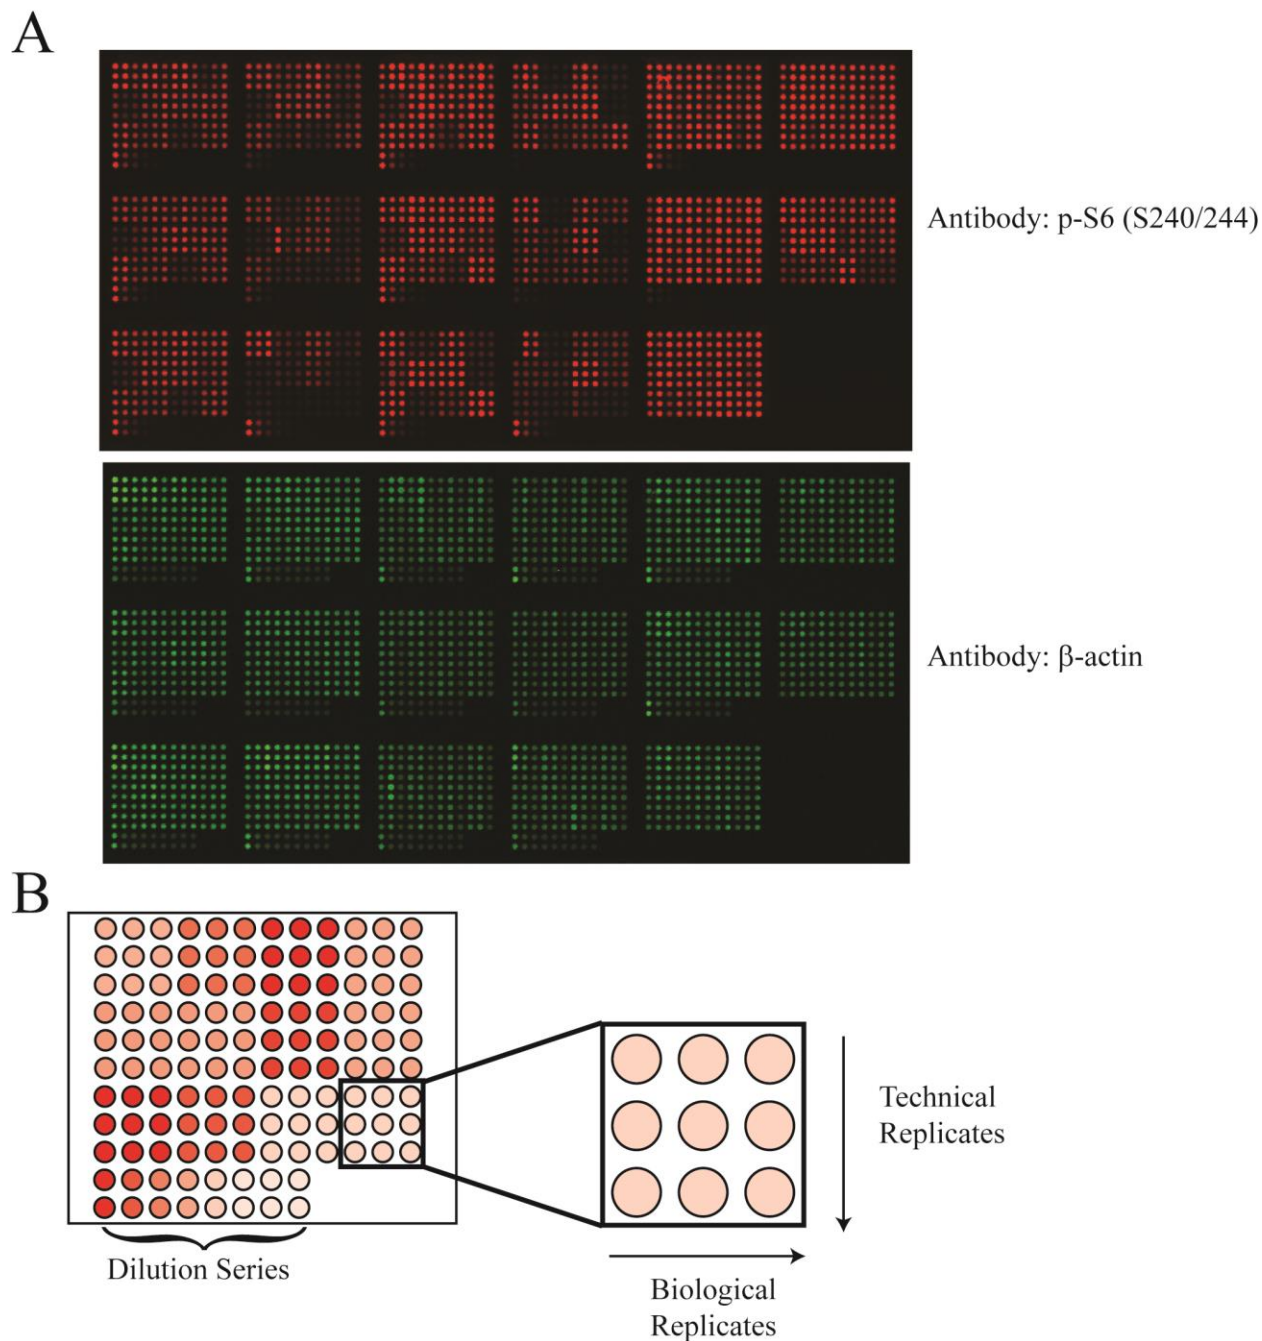 A
Antibody: p-S6 (S240/244)
Antibody: β-actin
B
Technical
Replicates
Dilution Series
Biological
Replicates